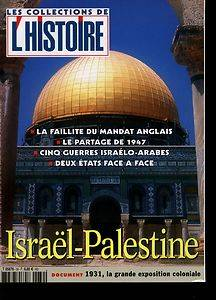 LES COLLECTIONS DE
L'HISTOIRE
LA FAILLITE DU MANDAT ANGLAIS
LE PARTAGE DE 1947
CINQ GUERRES ISRAÉLO-ARABES
DEUX ÉTATS FACE A FACE
Israël-Palestine
DOCUMENT 1931, la grande exposition coloniale